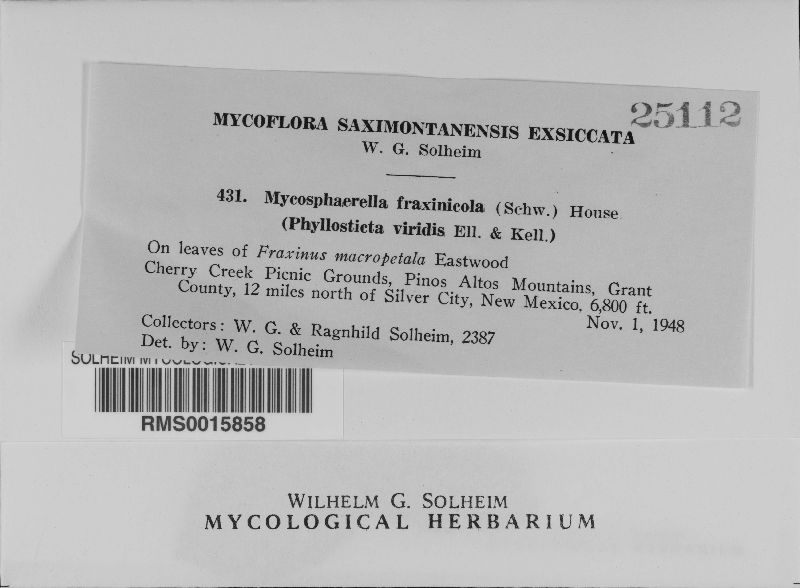 25112
MYCOFLORA SAXIMONTANENSIS EXSICCATA
W. G. Solheim
431. Mycosphaerella fraxinicola (Schw.) House
(Phyllosticta viridis Ell. & Kell.)
On leaves of Fraxinus macropetala Eastwood
Cherry Creek Picnic Grounds, Pinos Altos Mountains, Grant
County, 12 miles north of Silver City, New Mexico, 6,800 ft.
Nov. 1, 1948
Collectors: W. G. & Ragnhild Solheim, 2387
Det. by: W. G. Solheim
SOLHEIM
RMS0015858
WILHELM G. SOLHEIM
MYCOLOGICAL HERBARIUM